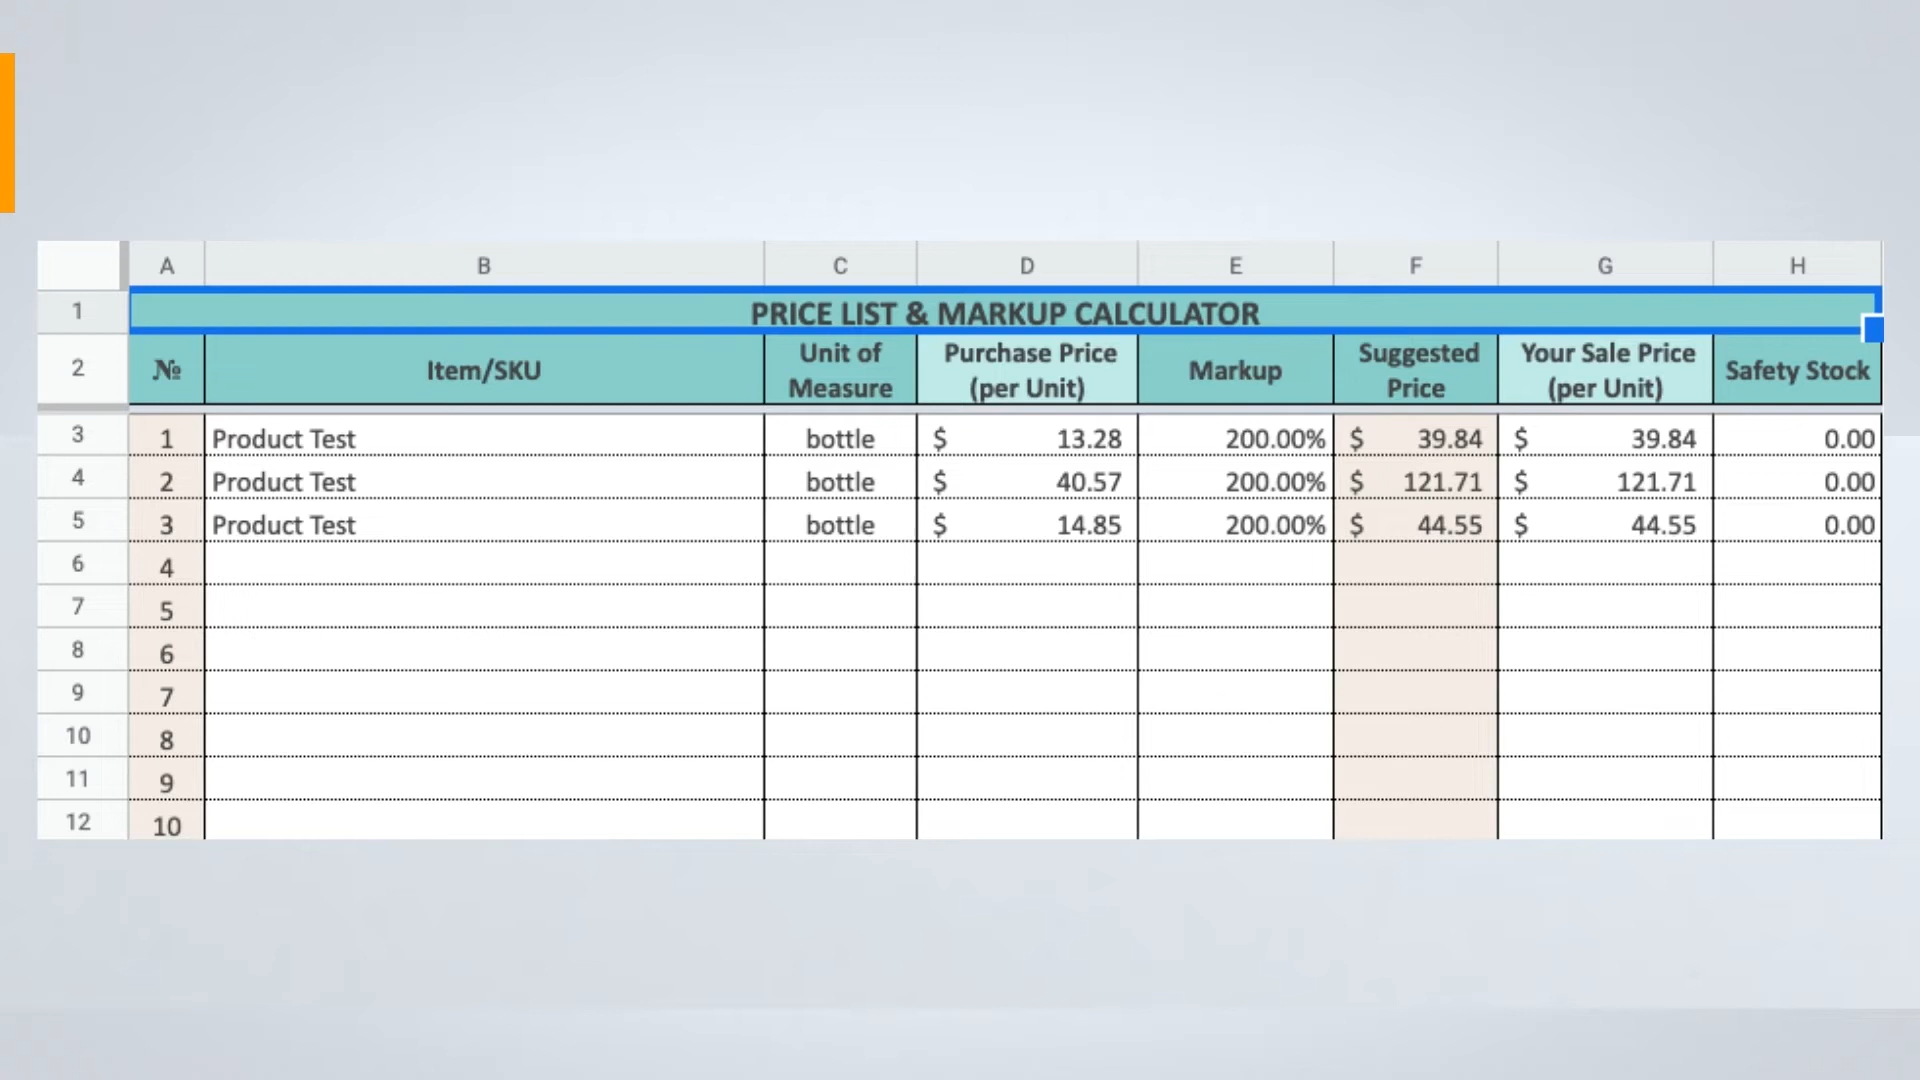 A B C D E F G H
1 PRICE LIST & MARKUP CALCULATOR
2 № Item/SKU Unit of Measure Purchase Price (per Unit) Markup Suggested Price Your Sale Price (per Unit) Safety Stock
3 1 Product Test bottle $ 13.28 200.00% $ 39.84 $ 39.84 0.00
4 2 Product Test bottle $ 40.57 200.00% $ 121.71 $ 121.71 0.00
5 3 Product Test bottle $ 14.85 200.00% $ 44.55 $ 44.55 0.00
6 4
7 5
8 6
9 7
10 8
11 9
12 10